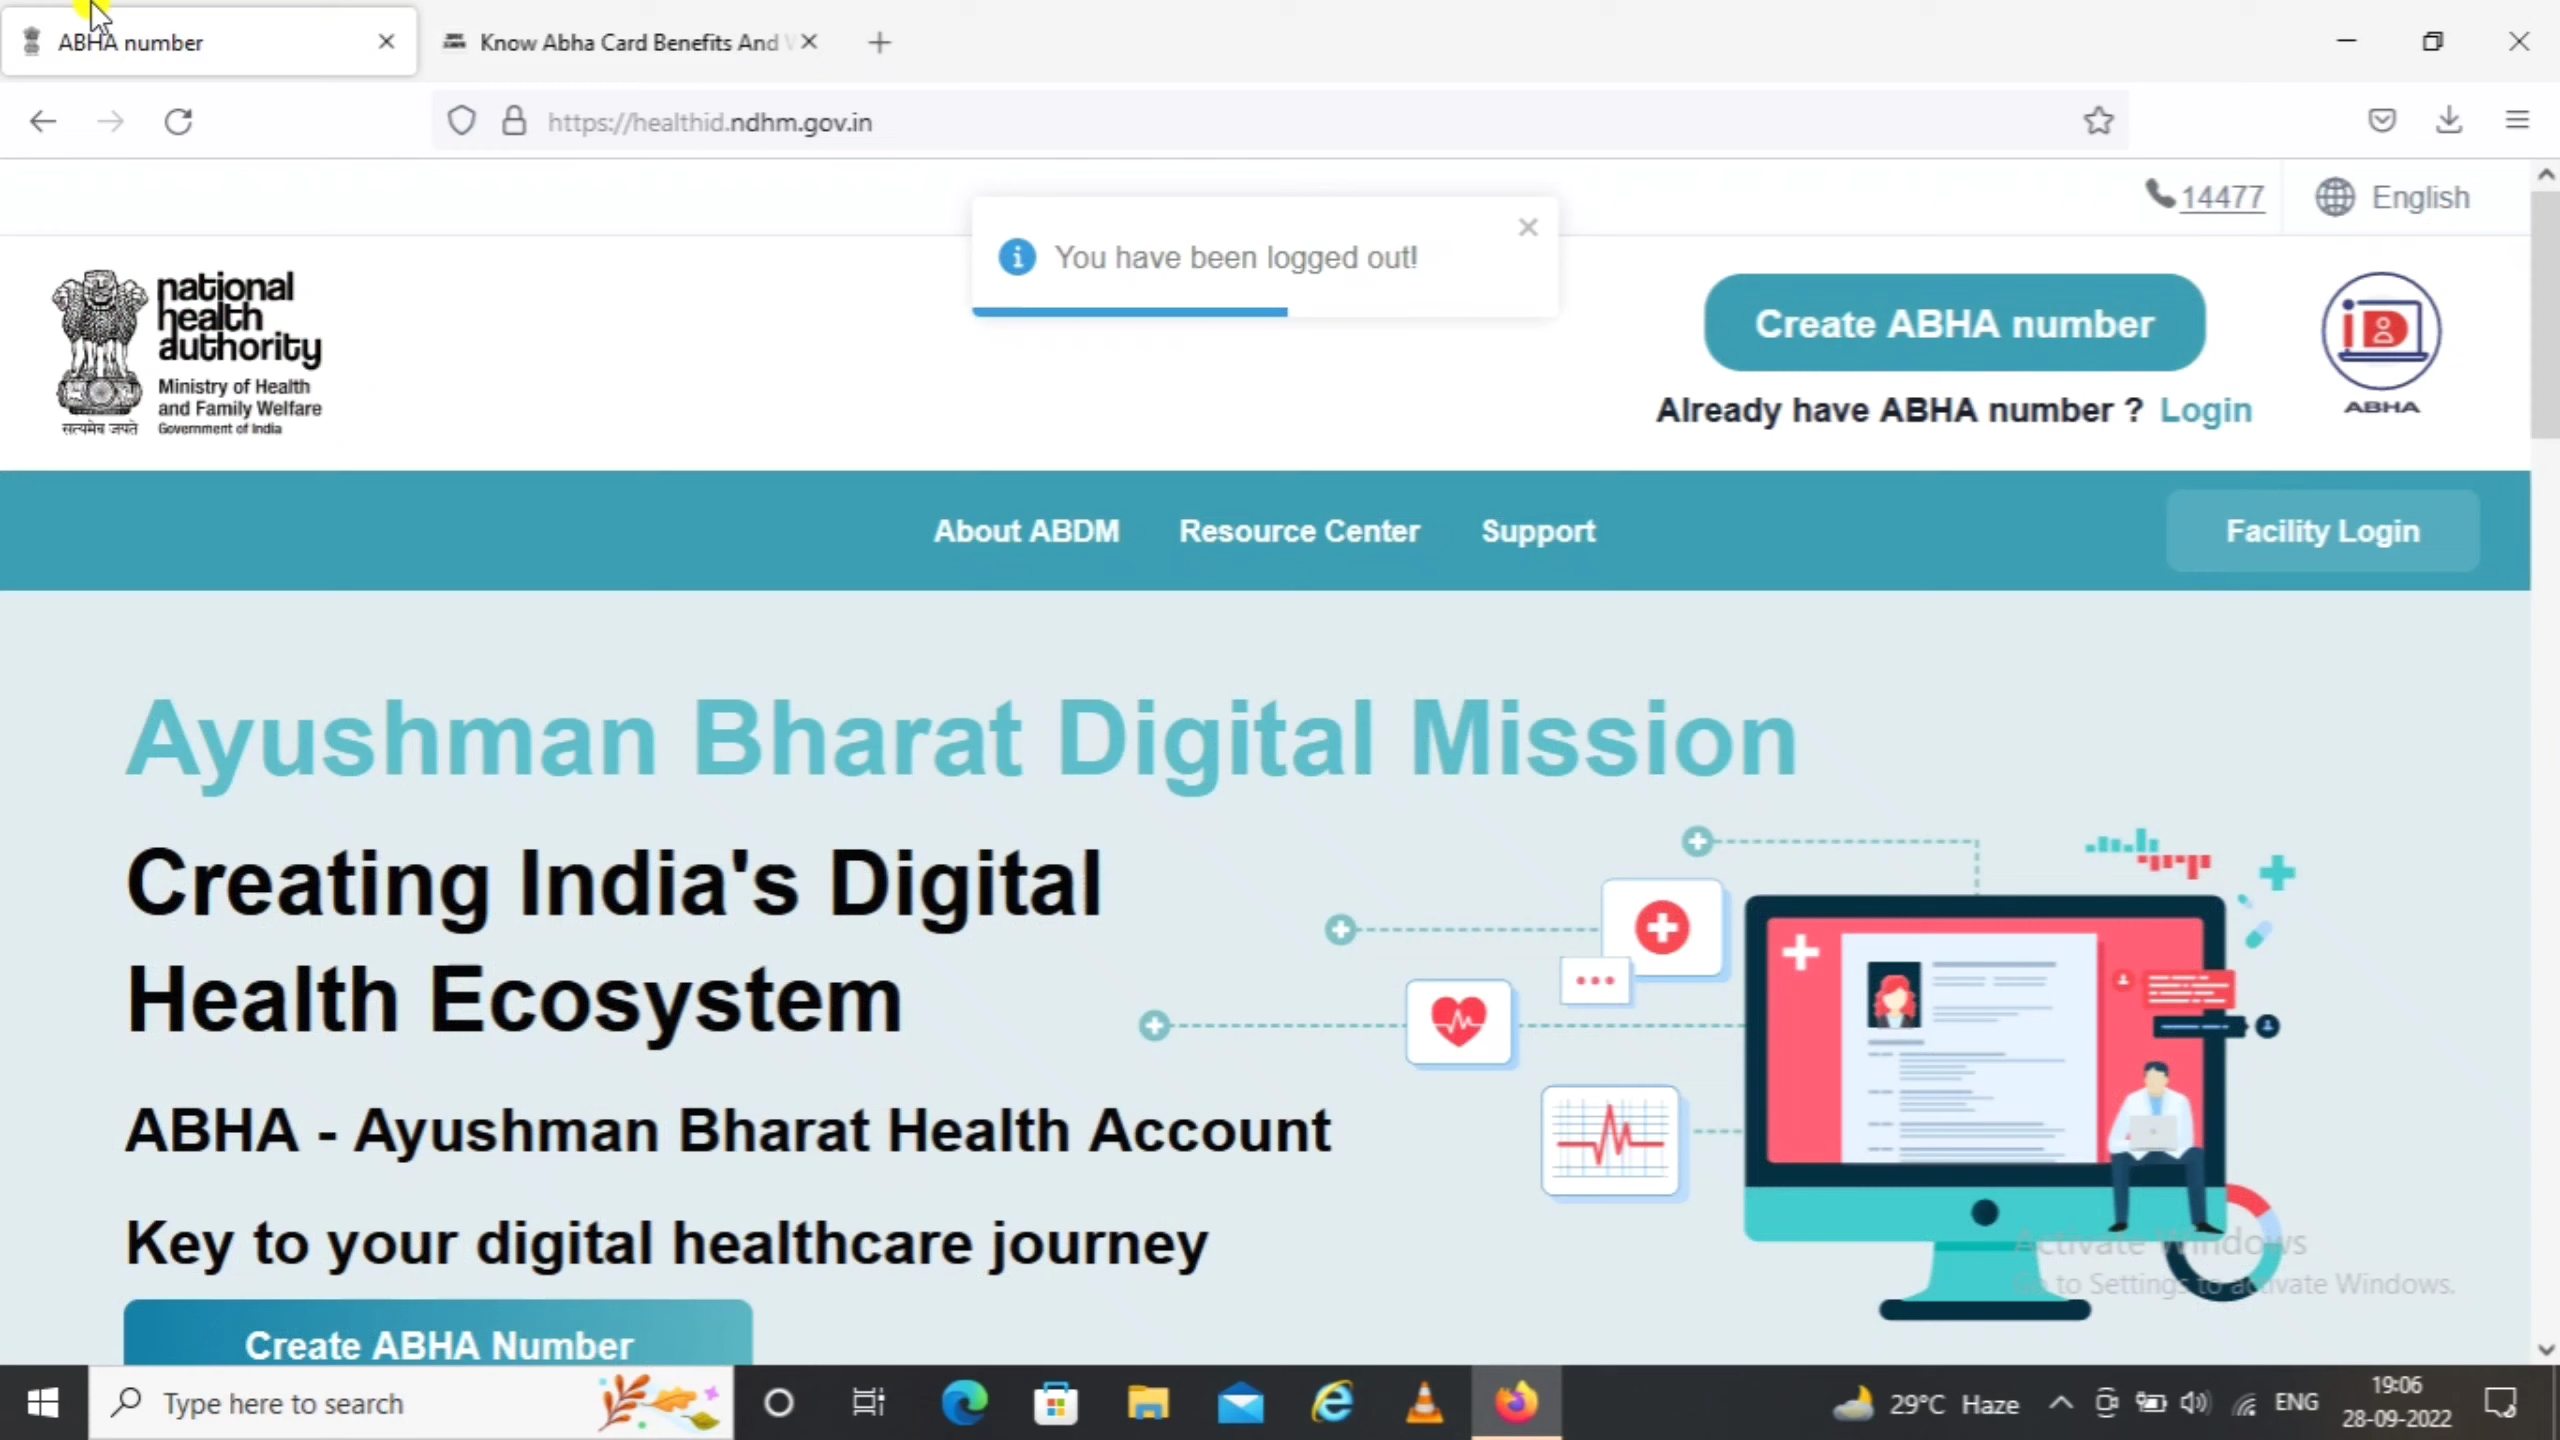 ABHA number
Know Abha Card Benefits And
https://healthid.ndhm.gov.in
14477
English
You have been logged out!
national
health
authority
Ministry of Health
and Family Welfare
Government of India
सत्यमेव जयते
Create ABHA number
Already have ABHA number ? Login
iD
ABHA
About ABDM
Resource Center
Support
Facility Login
Ayushman Bharat Digital Mission
Creating India's Digital
Health Ecosystem
ABHA - Ayushman Bharat Health Account
Key to your digital healthcare journey
Create ABHA Number
Activate Windows
Go to Settings to activate Windows.
Type here to search
29°C Haze
ENG
19:06
28-09-2022